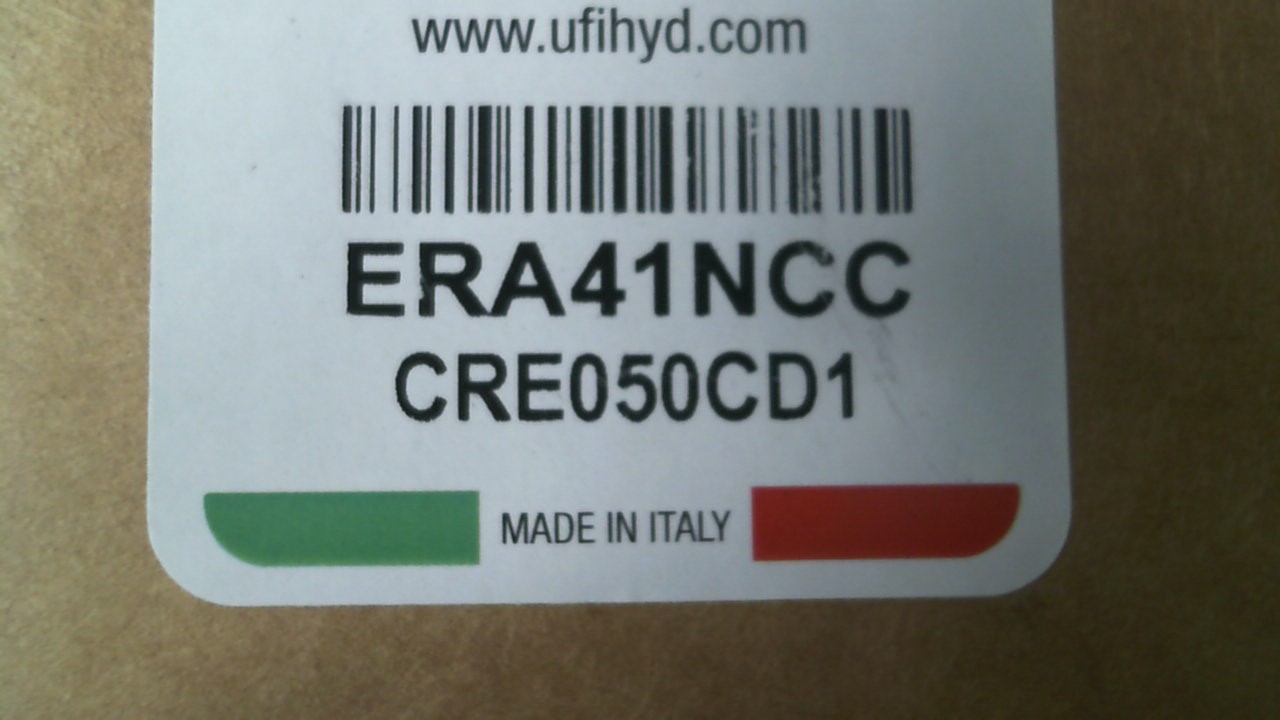 www.ufihyd.com
ERA41NCC
CRE050CD1
MADE IN ITALY